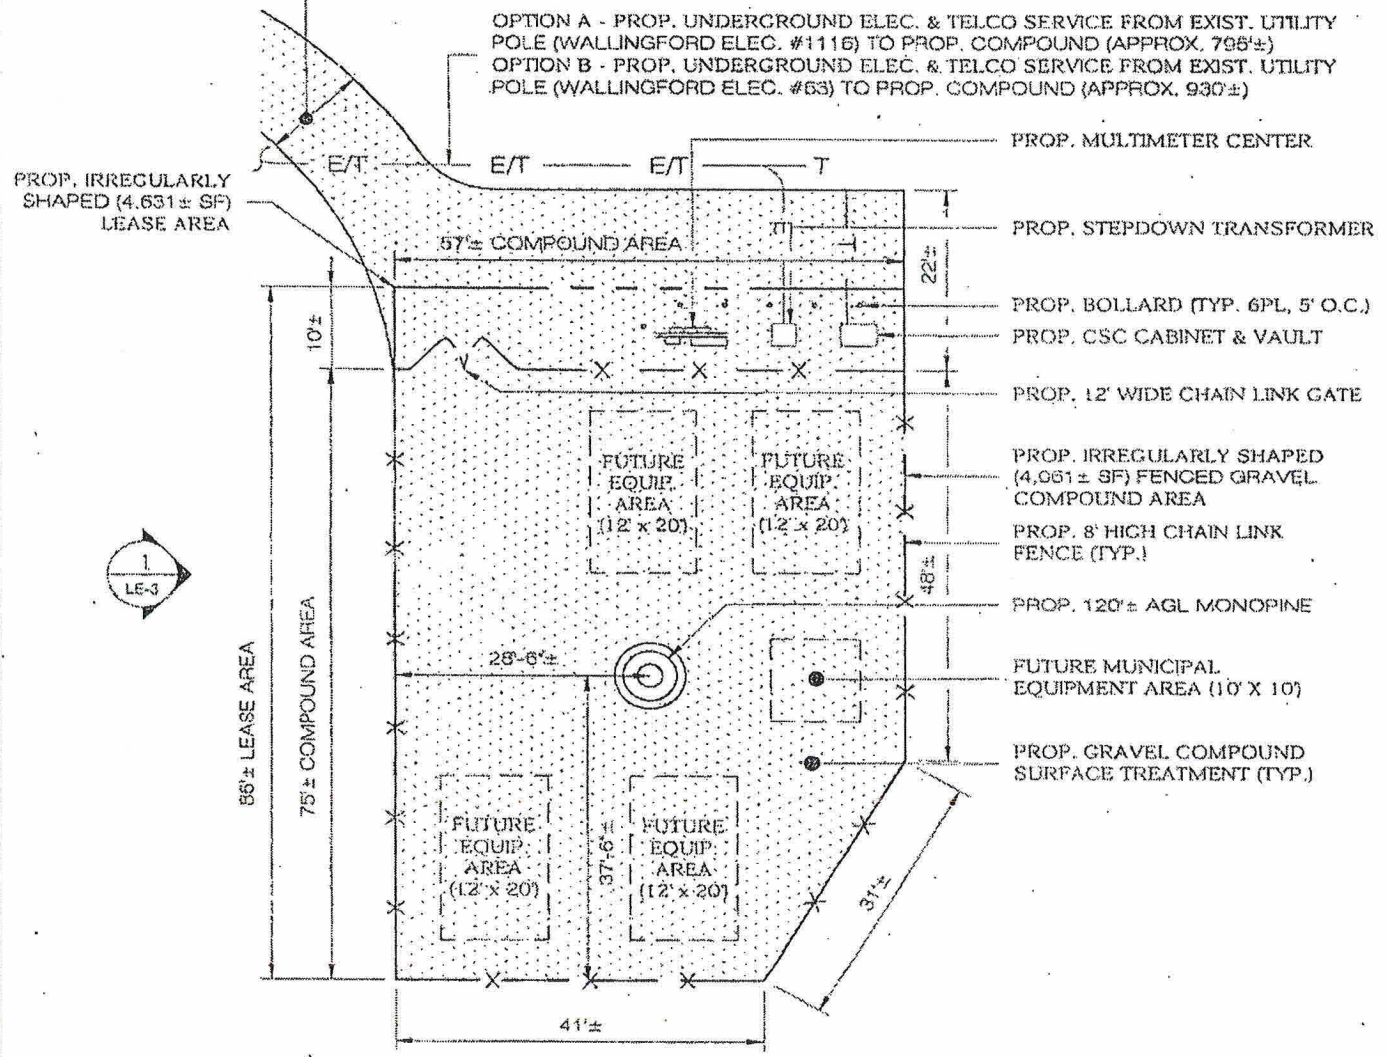 OPTION A - PROP. UNDERGROUND ELEC. & TELCO SERVICE FROM EXIST. UTILITY
POLE (WALLINGFORD ELEC. #1116) TO PROP. COMPOUND (APPROX. 795'±)
OPTION B - PROP. UNDERGROUND ELEC. & TELCO SERVICE FROM EXIST. UTILITY
POLE (WALLINGFORD ELEC. #63) TO PROP. COMPOUND (APPROX. 930'±)
PROP. MULTIMETER CENTER
E/T
E/T
E/T
T
PROP. IRREGULARLY
SHAPED (4,631± SF)
LEASE AREA
PROP. STEPDOWN TRANSFORMER
E
T
57'± COMPOUND AREA
22'±
PROP. BOLLARD (TYP. 6PL, 5' O.C.)
10'±
PROP. CSC CABINET & VAULT
PROP. 12' WIDE CHAIN LINK GATE
FUTURE
EQUIP.
AREA
(12' x 20')
FUTURE
EQUIP.
AREA
(12' x 20')
PROP. IRREGULARLY SHAPED
(4,061± SF) FENCED GRAVEL
COMPOUND AREA
PROP. 8' HIGH CHAIN LINK
FENCE (TYP.)
1
LE-3
48'±
PROP. 120'± AGL MONOPINE
28'-6"±
FUTURE MUNICIPAL
EQUIPMENT AREA (10' X 10')
86'± LEASE AREA
75'± COMPOUND AREA
PROP. GRAVEL COMPOUND
SURFACE TREATMENT (TYP.)
FUTURE
EQUIP.
AREA
(12' x 20')
37'-6"±
FUTURE
EQUIP.
AREA
(12' x 20')
31'±
41'±